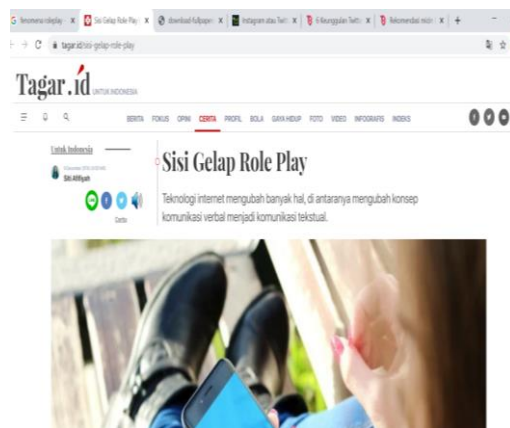 fenomena roleplay -
Sisi Gelap Role Play
download-fullpaper
Instagram atau Twitt
6 Keunggulan Twitt
Rekomendasi
tagar.id/sisi-gelap-role-play
Tagar.id UNTUK INDONESIA
BERITA FOKUS OPINI CERITA PROFIL BOLA GAYA HIDUP FOTO VIDEO INFOGRAFIS INDEKS
Untuk Indonesia
Siti Afifiyah
Cerita
Sisi Gelap Role Play
Teknologi internet mengubah banyak hal, di antaranya mengubah konsep
komunikasi verbal menjadi komunikasi tekstual.